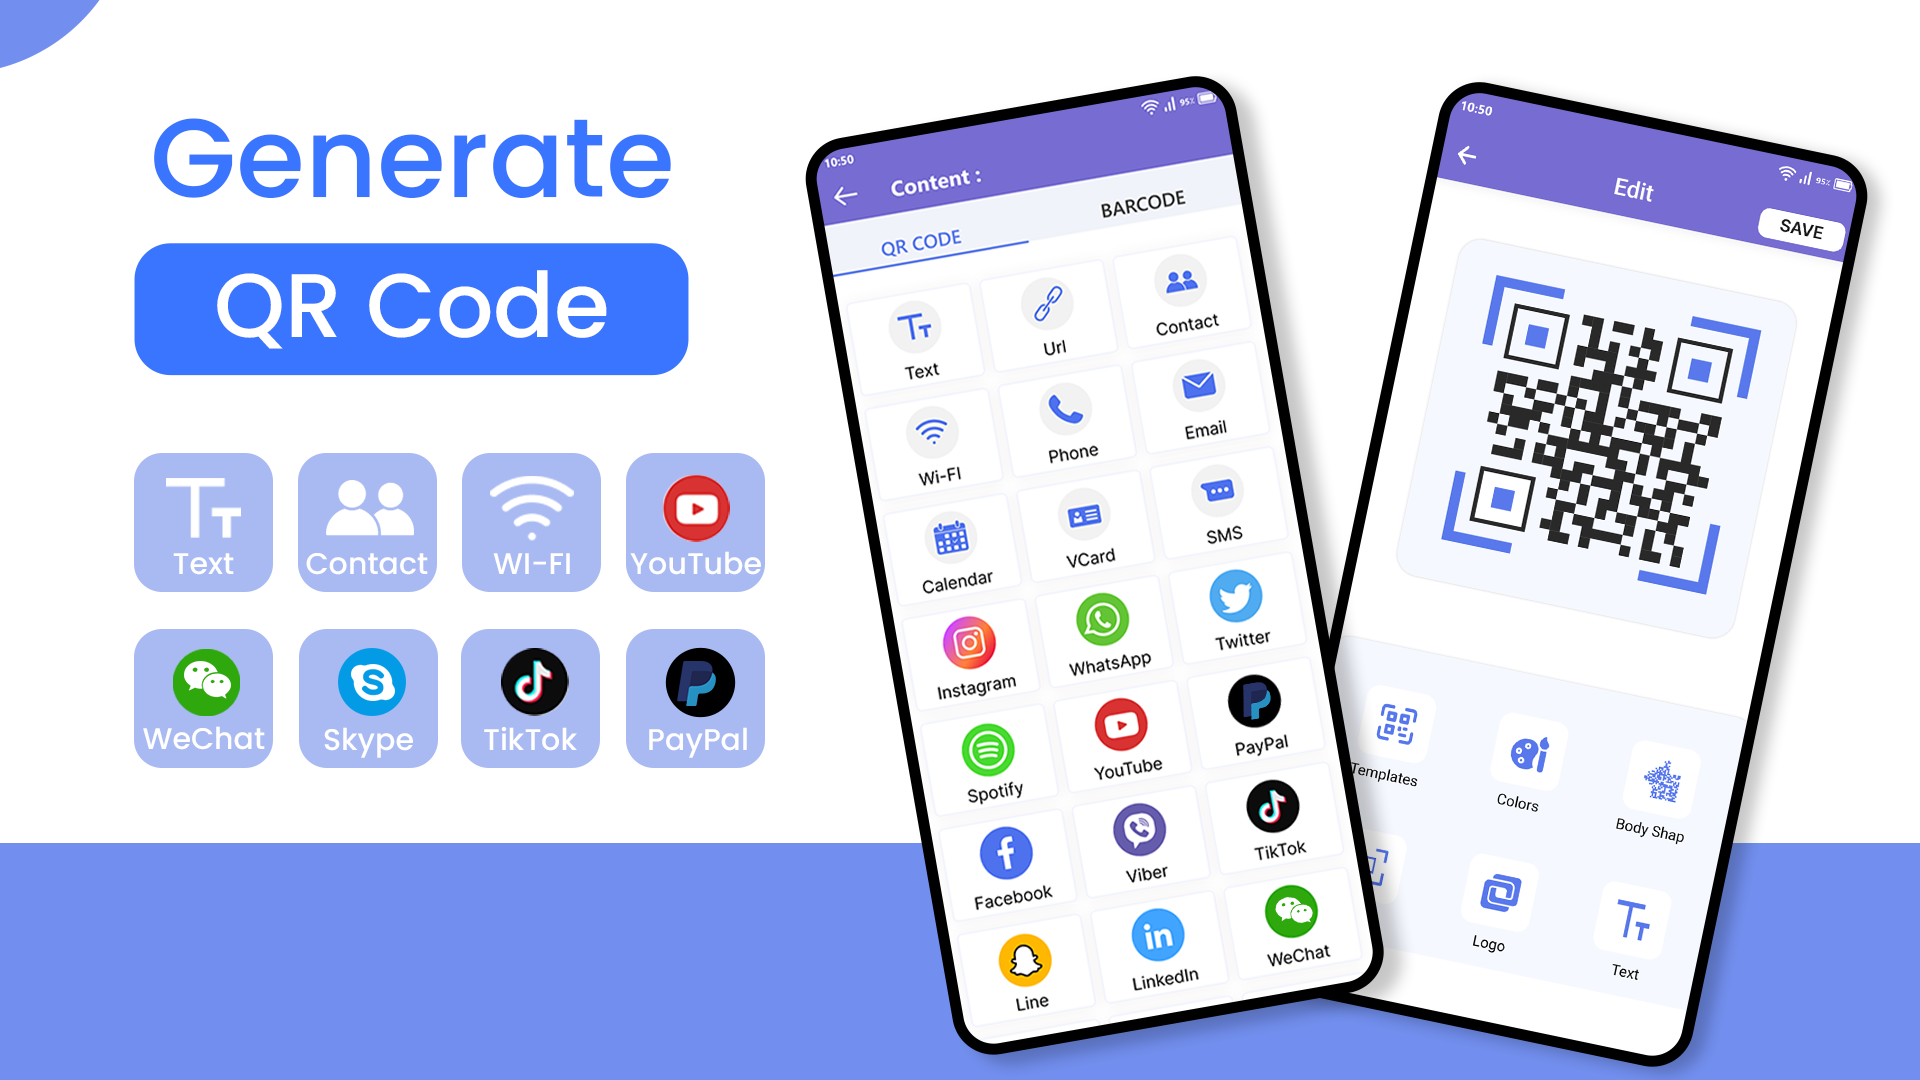 Generate
QR Code
Text
Contact
WI-FI
YouTube
WeChat
Skype
TikTok
PayPal
10:50
95%
Content :
QR CODE
BARCODE
Text
Url
Contact
Wi-FI
Phone
Email
Calendar
VCard
SMS
Instagram
WhatsApp
Twitter
Spotify
YouTube
PayPal
Facebook
Viber
TikTok
Line
LinkedIn
WeChat
10:50
95%
Edit
SAVE
Templates
Colors
Body Shap
Logo
Text